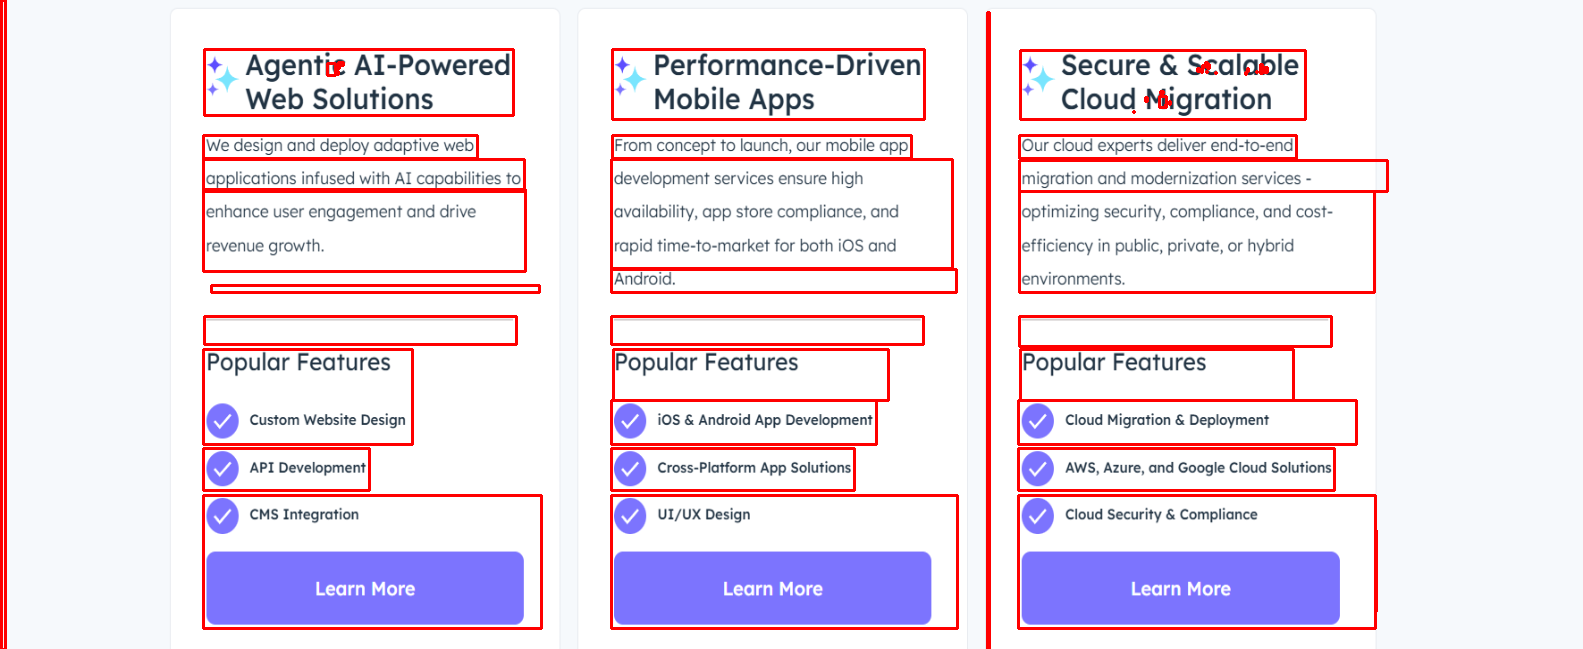 Agentic AI-Powered
Web Solutions
We design and deploy adaptive web
applications infused with AI capabilities to
enhance user engagement and drive
revenue growth.
Popular Features
Custom Website Design
API Development
CMS Integration
Learn More
Performance-Driven
Mobile Apps
From concept to launch, our mobile app
development services ensure high
availability, app store compliance, and
rapid time-to-market for both iOS and
Android.
Popular Features
iOS & Android App Development
Cross-Platform App Solutions
UI/UX Design
Learn More
Secure & Scalable
Cloud Migration
Our cloud experts deliver end-to-end
migration and modernization services -
optimizing security, compliance, and cost-
efficiency in public, private, or hybrid
environments.
Popular Features
Cloud Migration & Deployment
AWS, Azure, and Google Cloud Solutions
Cloud Security & Compliance
Learn More